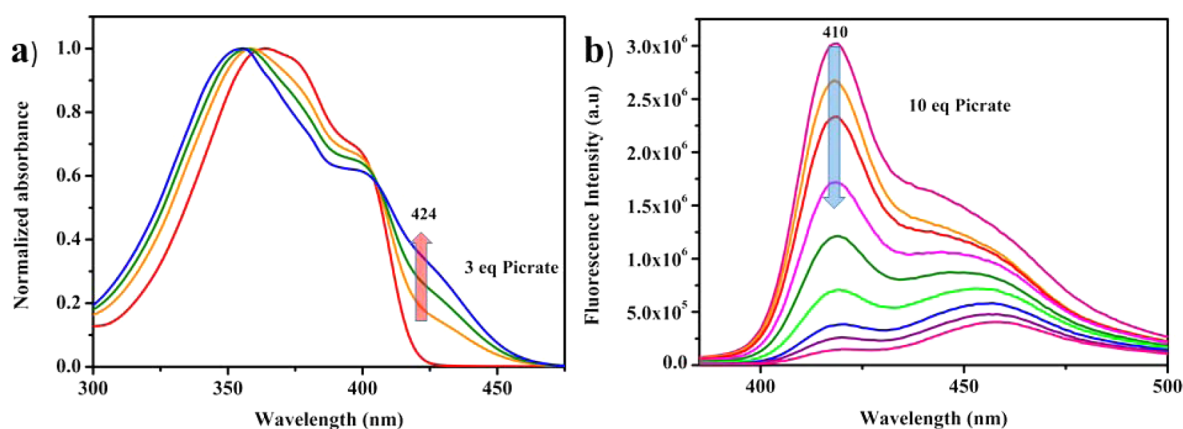 a)
Normalized absorbance
1.0
0.8
0.6
0.4
0.2
0.0
424
3 eq Picrate
300
350
400
450
Wavelength (nm)
b)
Fluorescence Intensity (a.u)
3.0x10⁶
2.5x10⁶
2.0x10⁶
1.5x10⁶
1.0x10⁶
5.0x10⁵
0.0
410
10 eq Picrate
400
450
500
Wavelength (nm)